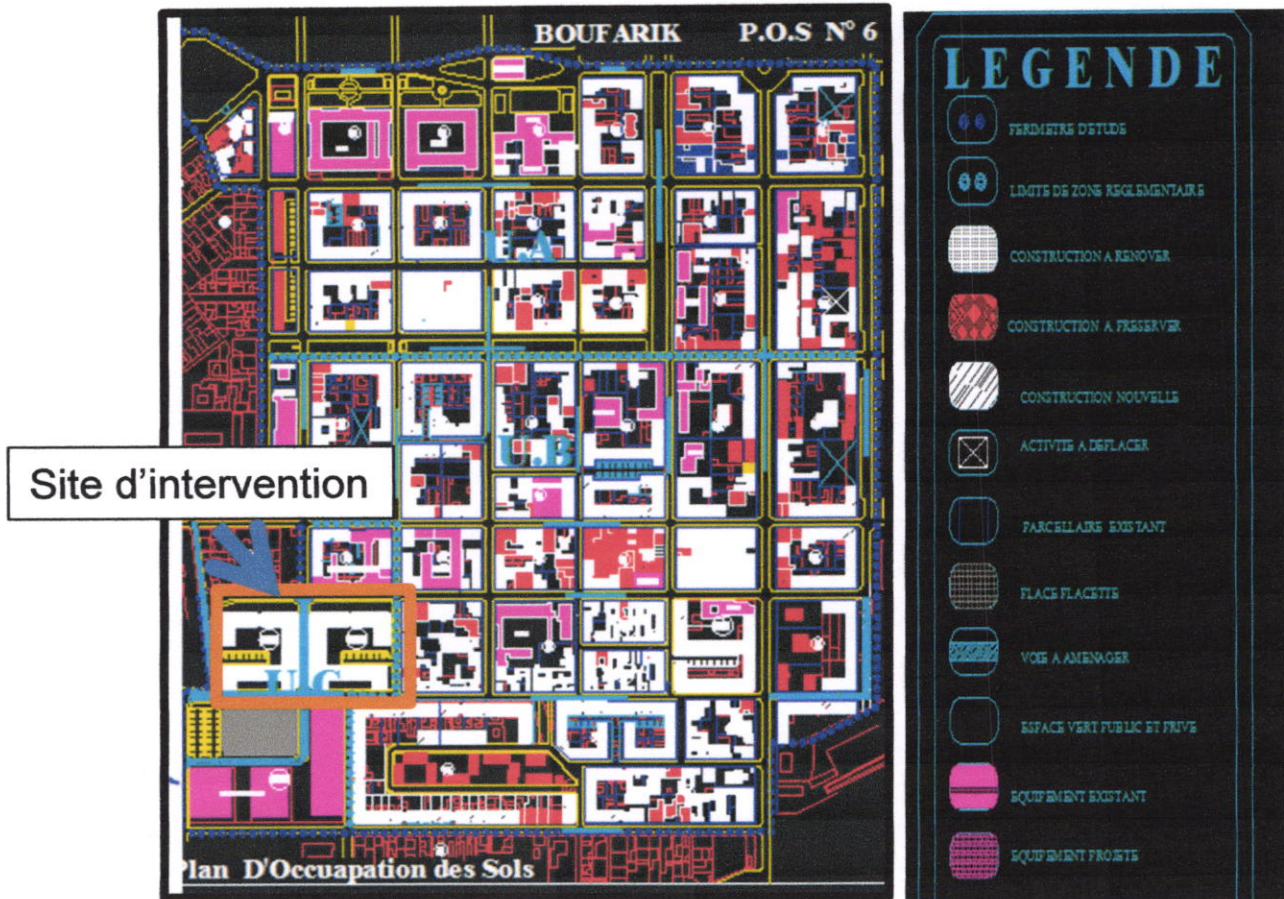 BOUFARIK P.O.S N° 6
U.A
U.B
Site d'intervention
U.C
Plan D'Occuapation des Sols
LEGENDE
PERIMETRE D'ETUDE
LIMITE DE ZONE REGLEMENTAIRE
CONSTRUCTION A RENOVER
CONSTRUCTION A PRESERVER
CONSTRUCTION NOUVELLE
ACTIVITE A DEPLACER
PARCELLAIRE EXISTANT
PLACE PLACETTE
VOIE A AMENAGER
ESPACE VERT PUBLIC ET PRIVE
EQUIPEMENT EXISTANT
EQUIPEMENT PROJETE